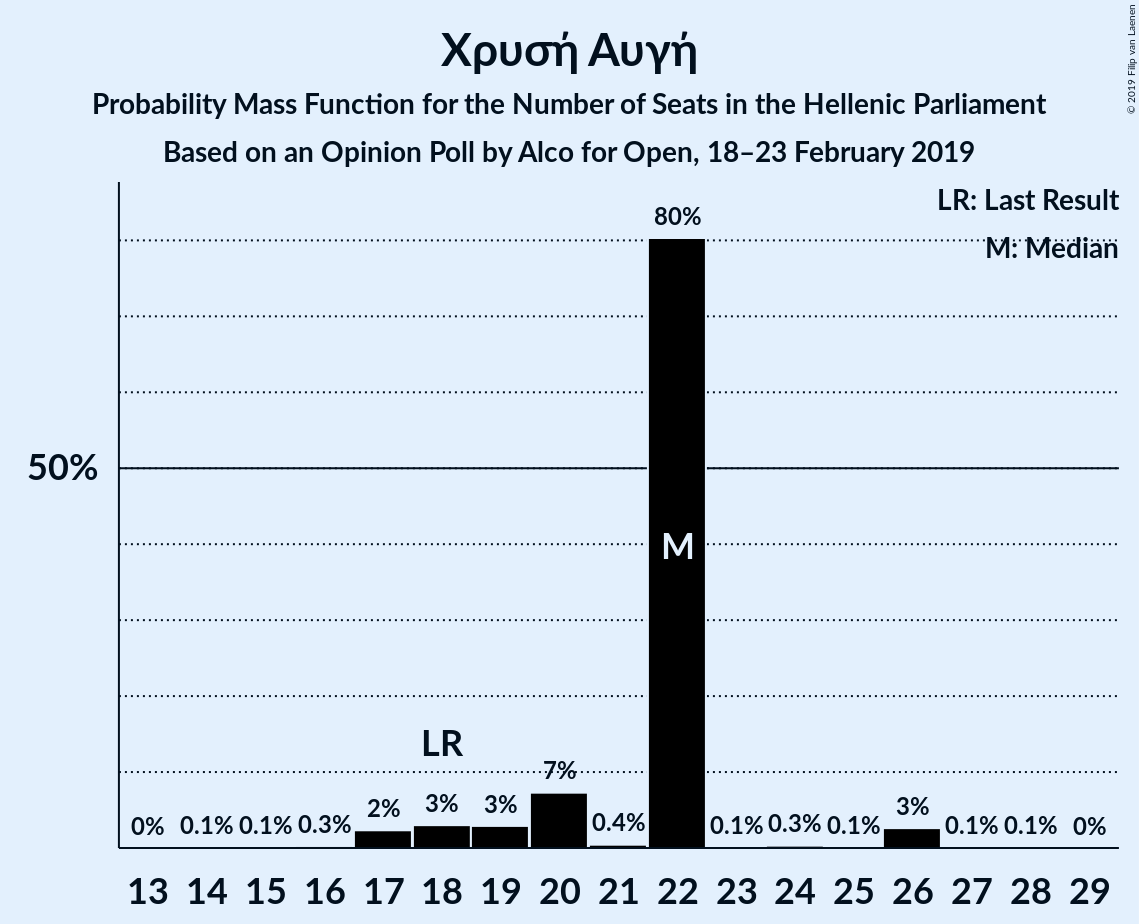 Χρυσή Αυγή
Probability Mass Function for the Number of Seats in the Hellenic Parliament
Based on an Opinion Poll by Alco for Open, 18–23 February 2019
© 2019 Filip van Laenen
LR: Last Result
M: Median
80%
50%
M
LR
0% 0.1% 0.1% 0.3% 2% 3% 3% 7% 0.4% 0.1% 0.3% 0.1% 3% 0.1% 0.1% 0%
13 14 15 16 17 18 19 20 21 22 23 24 25 26 27 28 29